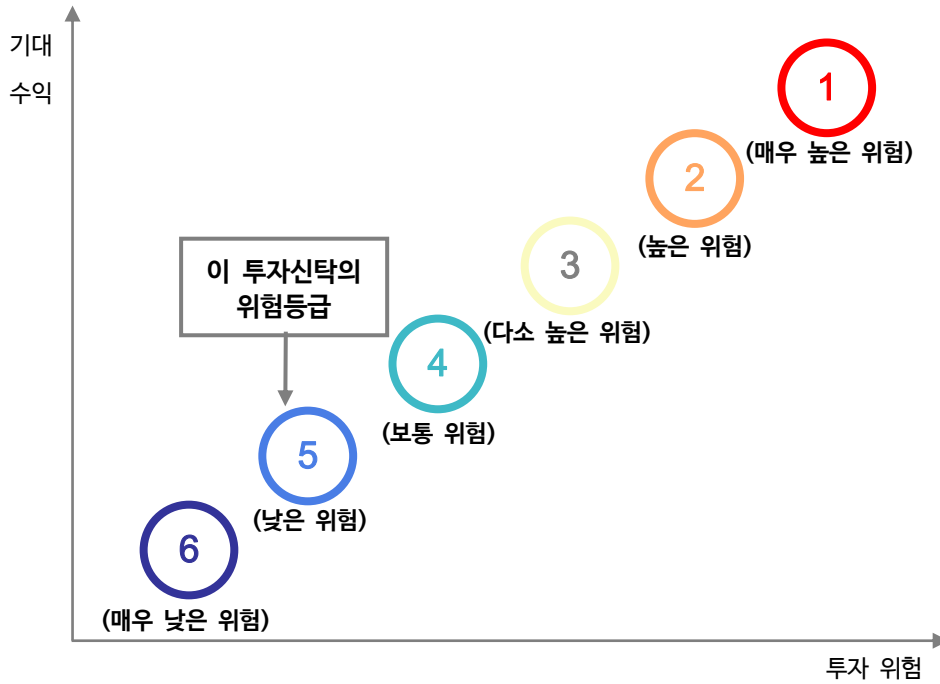 기대
수익
1
(매우 높은 위험)
2
(높은 위험)
3
(다소 높은 위험)
이 투자신탁의
위험등급
4
(보통 위험)
5
(낮은 위험)
6
(매우 낮은 위험)
투자 위험